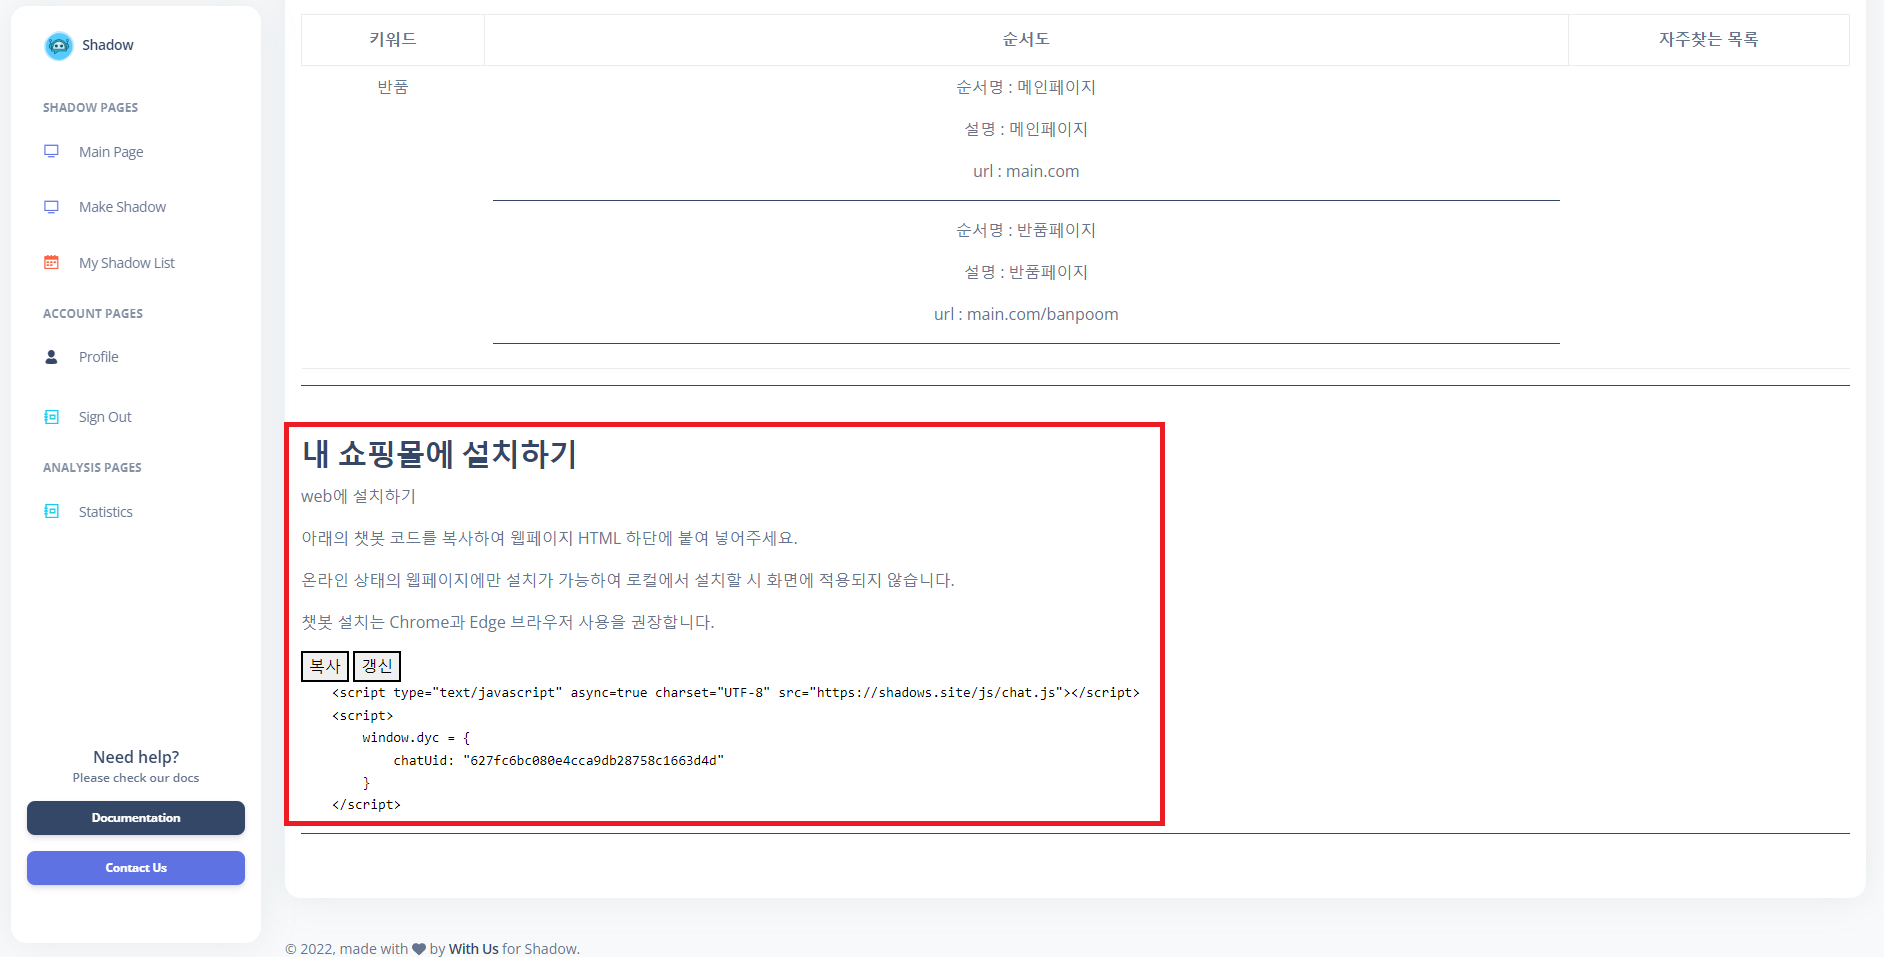 Shadow
SHADOW PAGES
Main Page
Make Shadow
My Shadow List
ACCOUNT PAGES
Profile
Sign Out
ANALYSIS PAGES
Statistics
Need help?
Please check our docs
Documentation
Contact Us
키워드 순서도 자주찾는 목록
반품 순서명 : 메인페이지
설명 : 메인페이지
url : main.com
순서명 : 반품페이지
설명 : 반품페이지
url : main.com/banpoom
내 쇼핑몰에 설치하기
web에 설치하기
아래의 챗봇 코드를 복사하여 웹페이지 HTML 하단에 붙여 넣어주세요.
온라인 상태의 웹페이지에만 설치가 가능하여 로컬에서 설치할 시 화면에 적용되지 않습니다.
챗봇 설치는 Chrome과 Edge 브라우저 사용을 권장합니다.
복사 갱신
<script type="text/javascript" async=true charset="UTF-8" src="https://shadows.site/js/chat.js"></script>
<script>
window.dyc = {
chatUid: "627fc6bc080e4cca9db28758c1663d4d"
}
</script>
© 2022, made with ♥ by With Us for Shadow.